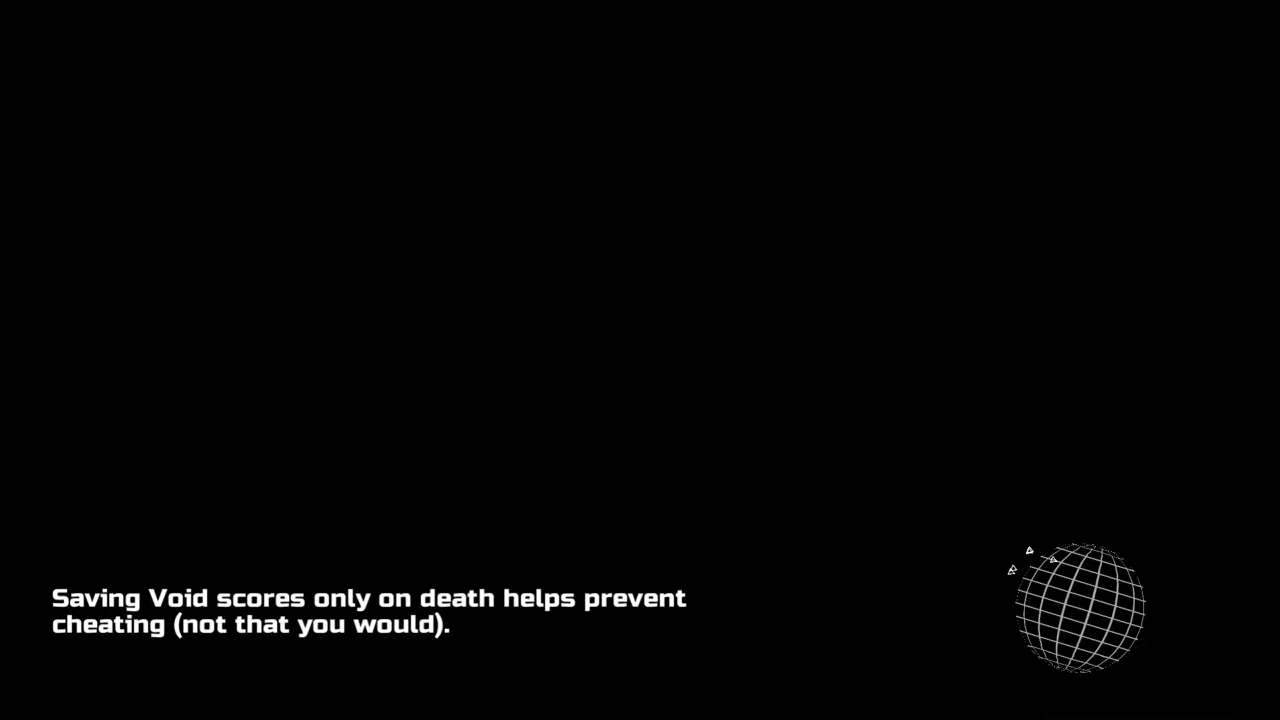 Saving Void scores only on death helps prevent
cheating (not that you would).